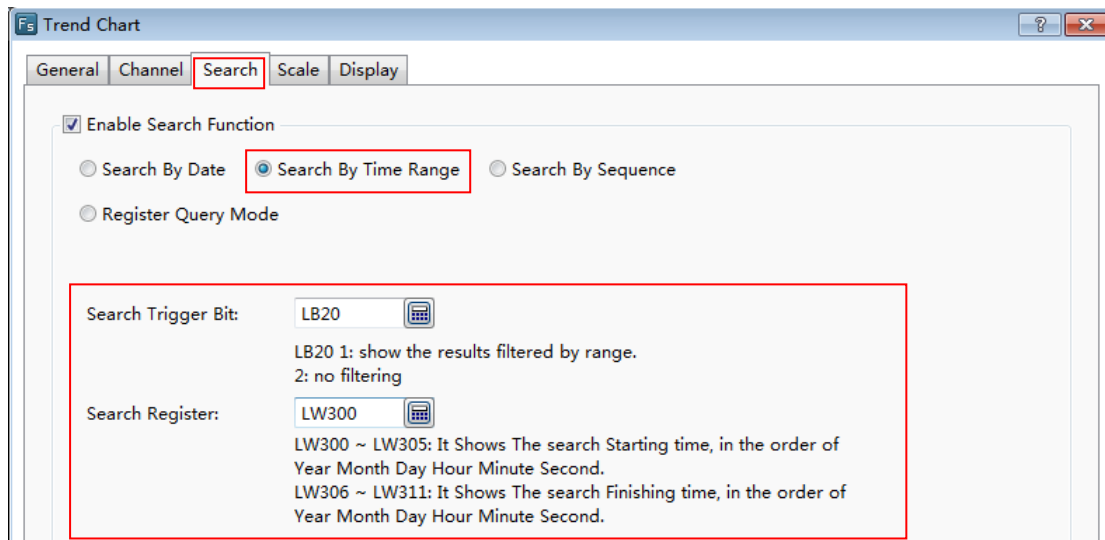 Fs Trend Chart
General Channel Search Scale Display
Enable Search Function
Search By Date Search By Time Range Search By Sequence
Register Query Mode
Search Trigger Bit: LB20
LB20 1: show the results filtered by range.
2: no filtering
Search Register: LW300
LW300 ~ LW305: It Shows The search Starting time, in the order of
Year Month Day Hour Minute Second.
LW306 ~ LW311: It Shows The search Finishing time, in the order of
Year Month Day Hour Minute Second.